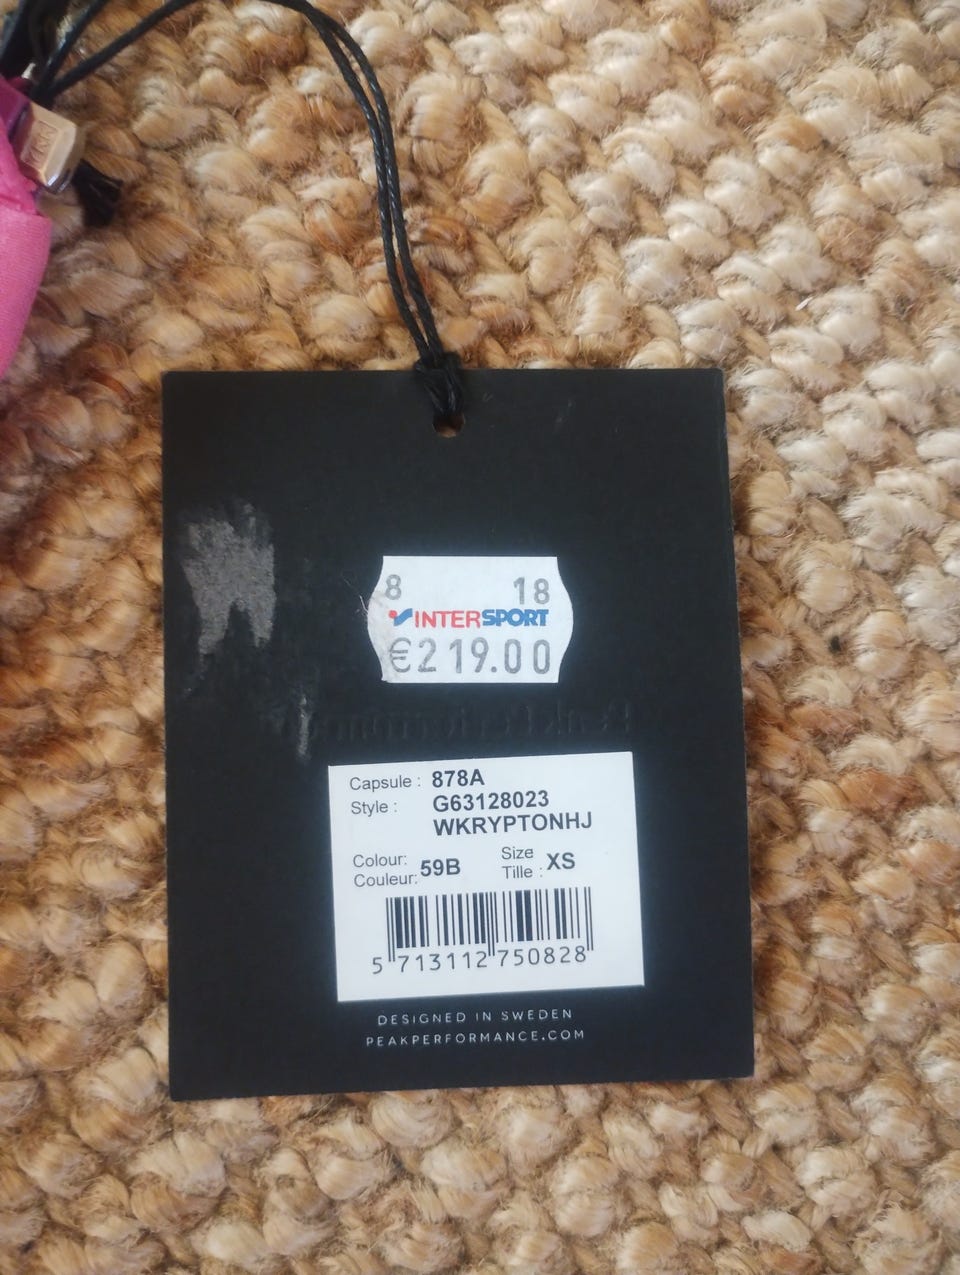 8 18
INTERSPORT
€219.00
Capsule : 878A
Style : G63128023
WKRYPTONHJ
Colour: Size
Couleur: 59B Tille : XS
5 713112 750828
DESIGNED IN SWEDEN
PEAKPERFORMANCE.COM